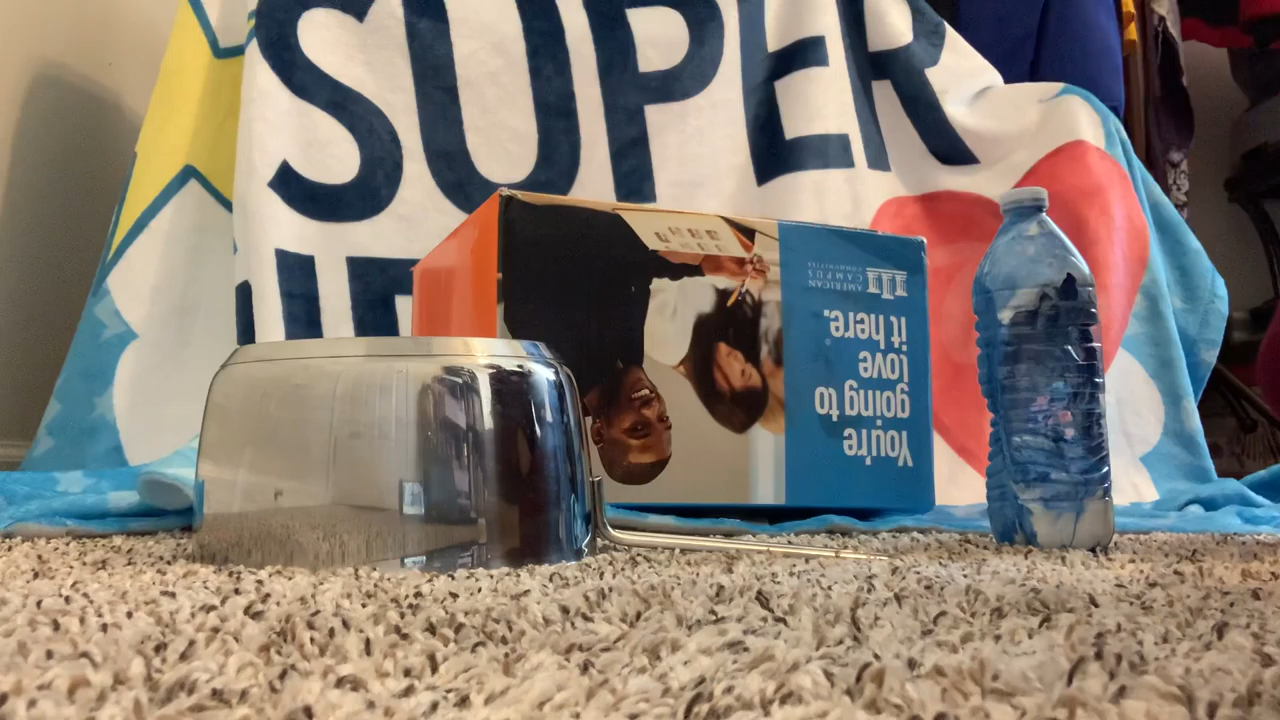 SUPER
You're
going to
love
it here.
AMERICAN
CAMPUS
COMMUNITIES